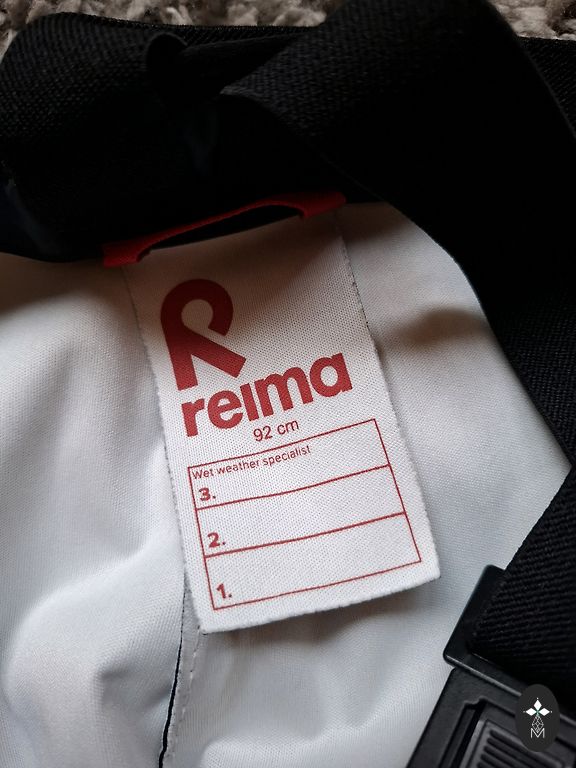 reima
92 cm
Wet weather specialist
3.
2.
1.
M